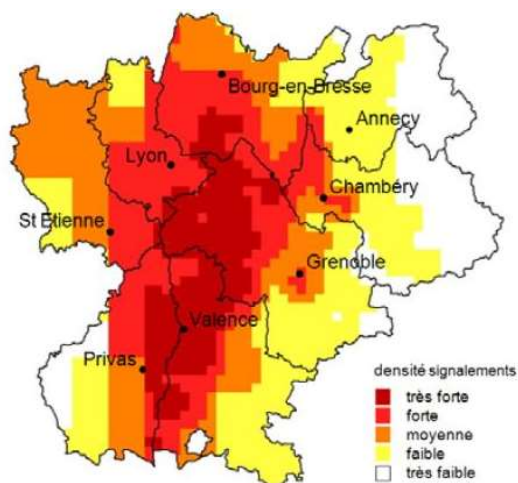 Bourg-en-Bresse
Annecy
Lyon
Chambéry
St Etienne
Grenoble
Valence
Privas
densité signalements
très forte
forte
moyenne
faible
très faible